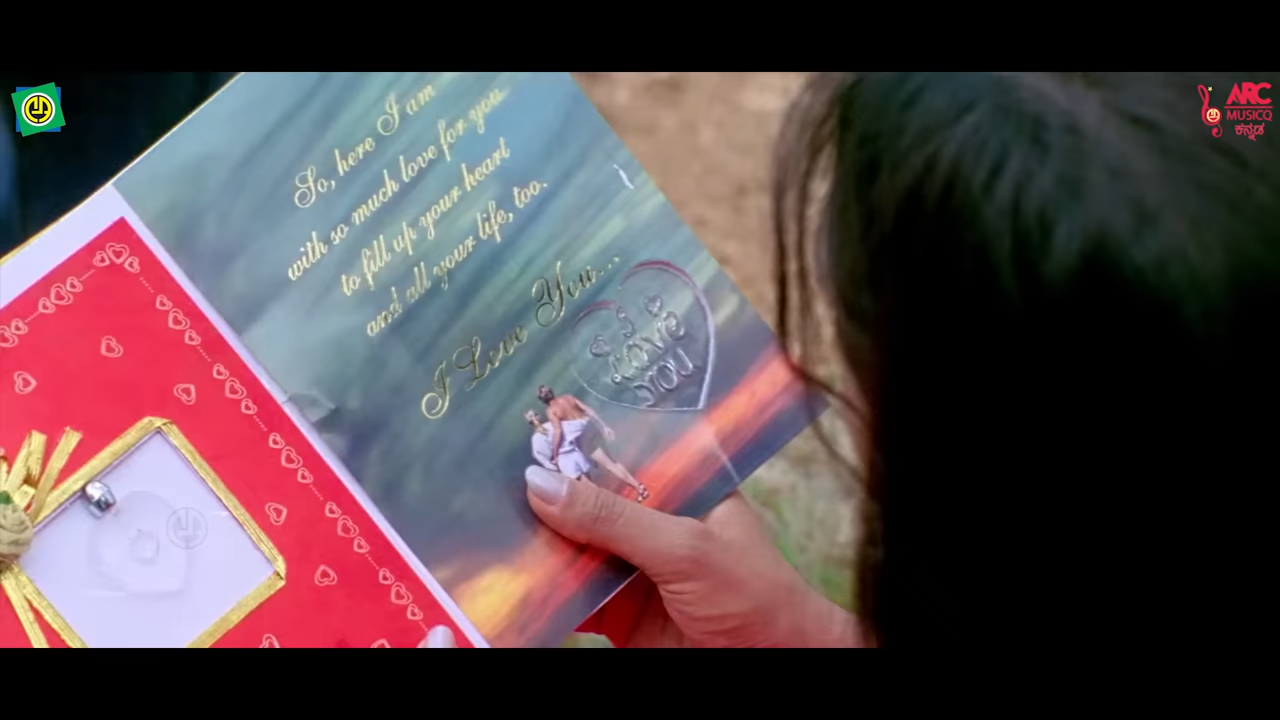 So, here I am
with so much love for you
to fill up your heart
and all your life, too.
I Love You...
I
LOVE
YOU
ARC
MUSICQ
ಕನ್ನಡ